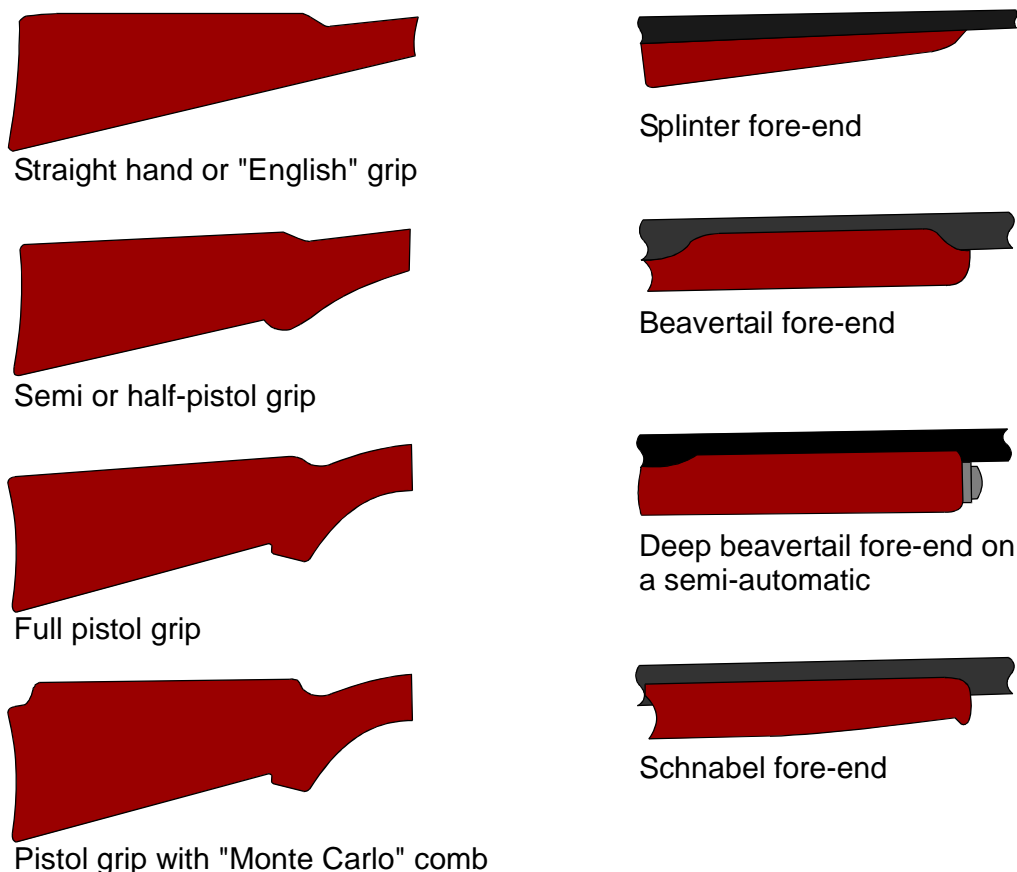 Straight hand or "English" grip
Splinter fore-end
Semi or half-pistol grip
Beavertail fore-end
Full pistol grip
Deep beavertail fore-end on
a semi-automatic
Pistol grip with "Monte Carlo" comb
Schnabel fore-end